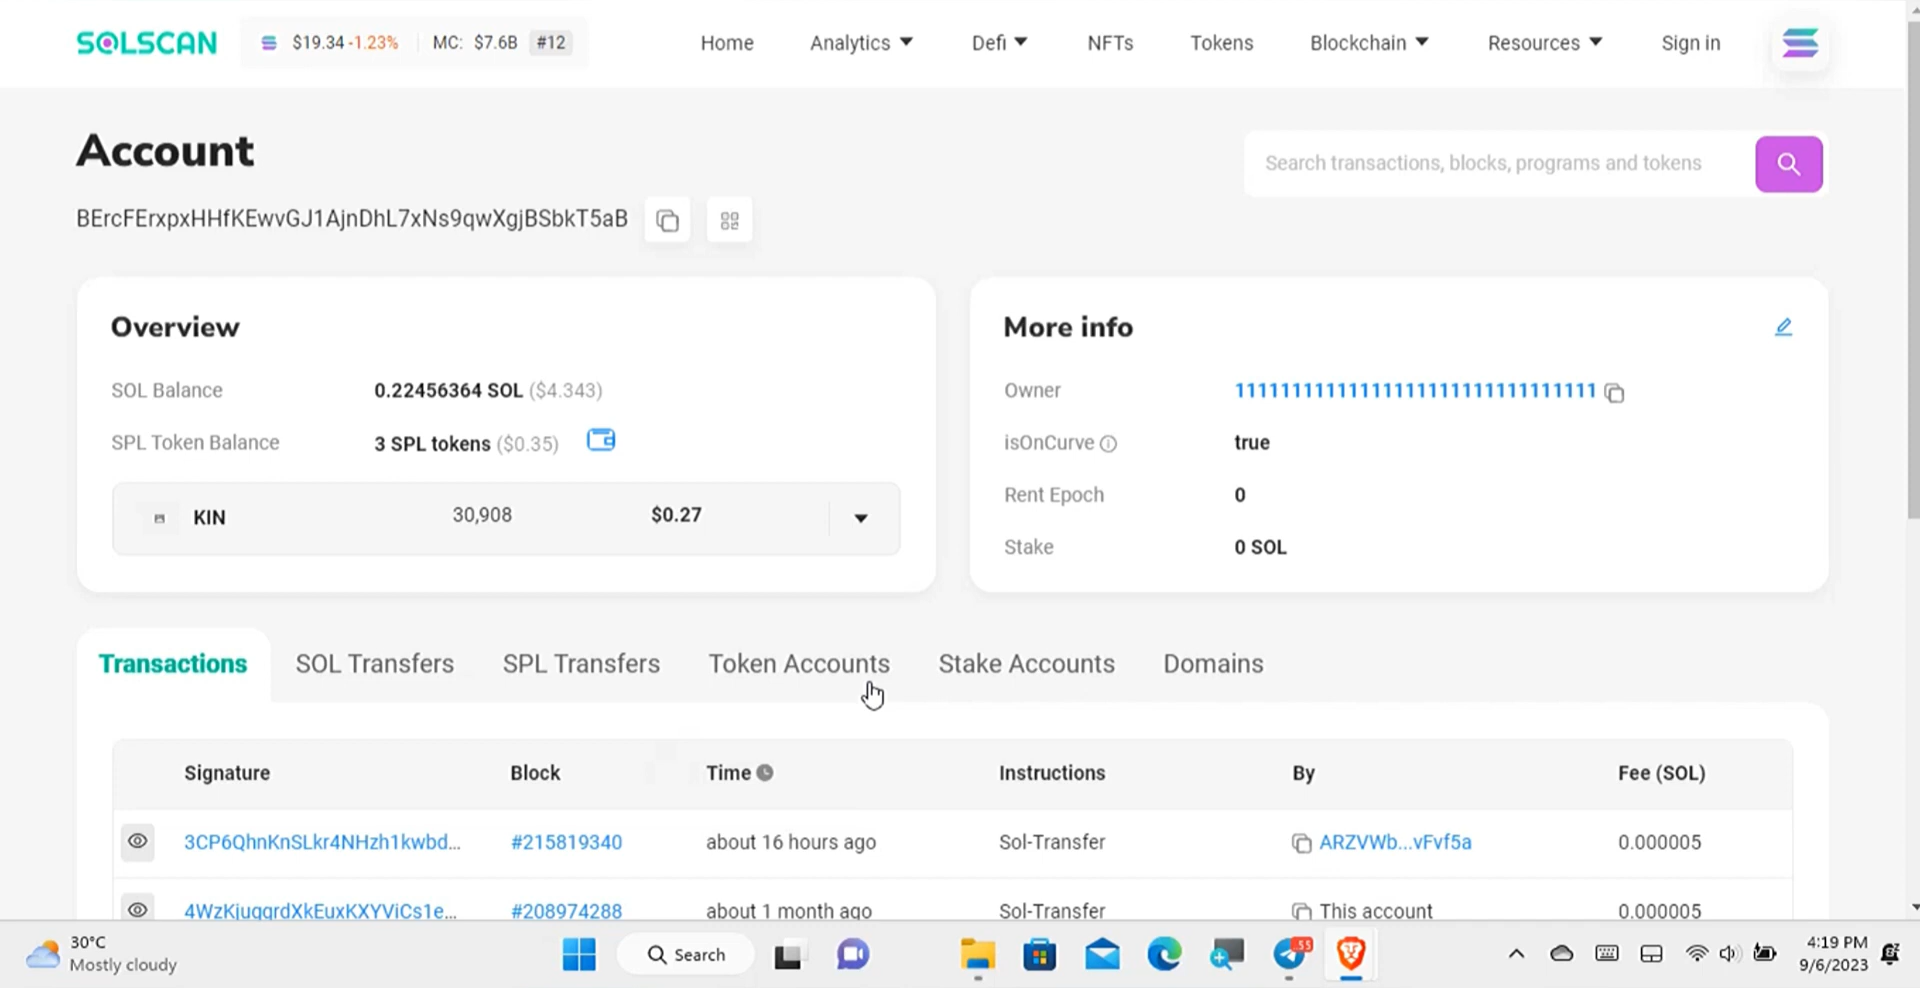 SOLSCAN $19.34 -1.23% MC: $7.6B #12 Home Analytics Defi NFTs Tokens Blockchain Resources Sign in
Account
Search transactions, blocks, programs and tokens
BErcFErxpxHHfKEwvGJ1AjnDhL7xNs9qwXgjBSbkT5aB
Overview
SOL Balance 0.22456364 SOL ($4.343)
SPL Token Balance 3 SPL tokens ($0.35)
KIN 30,908 $0.27
More info
Owner 11111111111111111111111111111111
isOnCurve true
Rent Epoch 0
Stake 0 SOL
Transactions SOL Transfers SPL Transfers Token Accounts Stake Accounts Domains
Signature Block Time Instructions By Fee (SOL)
3CP6QhnKnSLkr4NHzh1kwbd... #215819340 about 16 hours ago Sol-Transfer ARZVWb...vFvf5a 0.000005
4WzKjuqqrdXkEuxKXYViCs1e... #208974288 about 1 month ago Sol-Transfer This account 0.000005
30°C
Mostly cloudy
Search
55
4:19 PM
9/6/2023